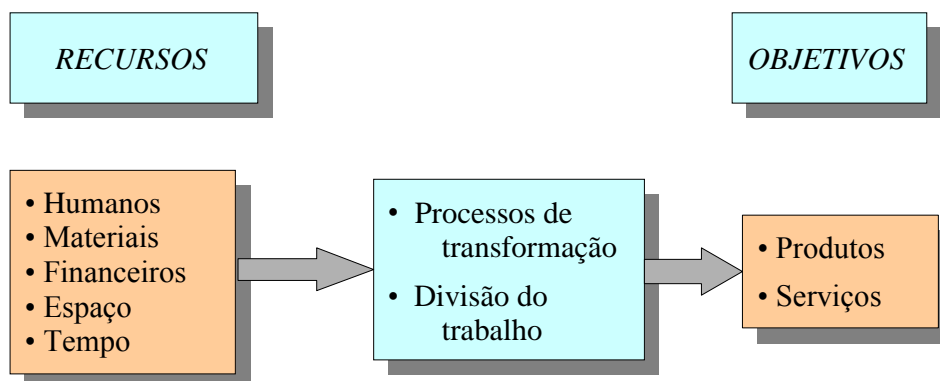 RECURSOS
OBJETIVOS
• Humanos
• Materiais
• Financeiros
• Espaço
• Tempo
• Processos de
transformação
• Divisão do
trabalho
• Produtos
• Serviços